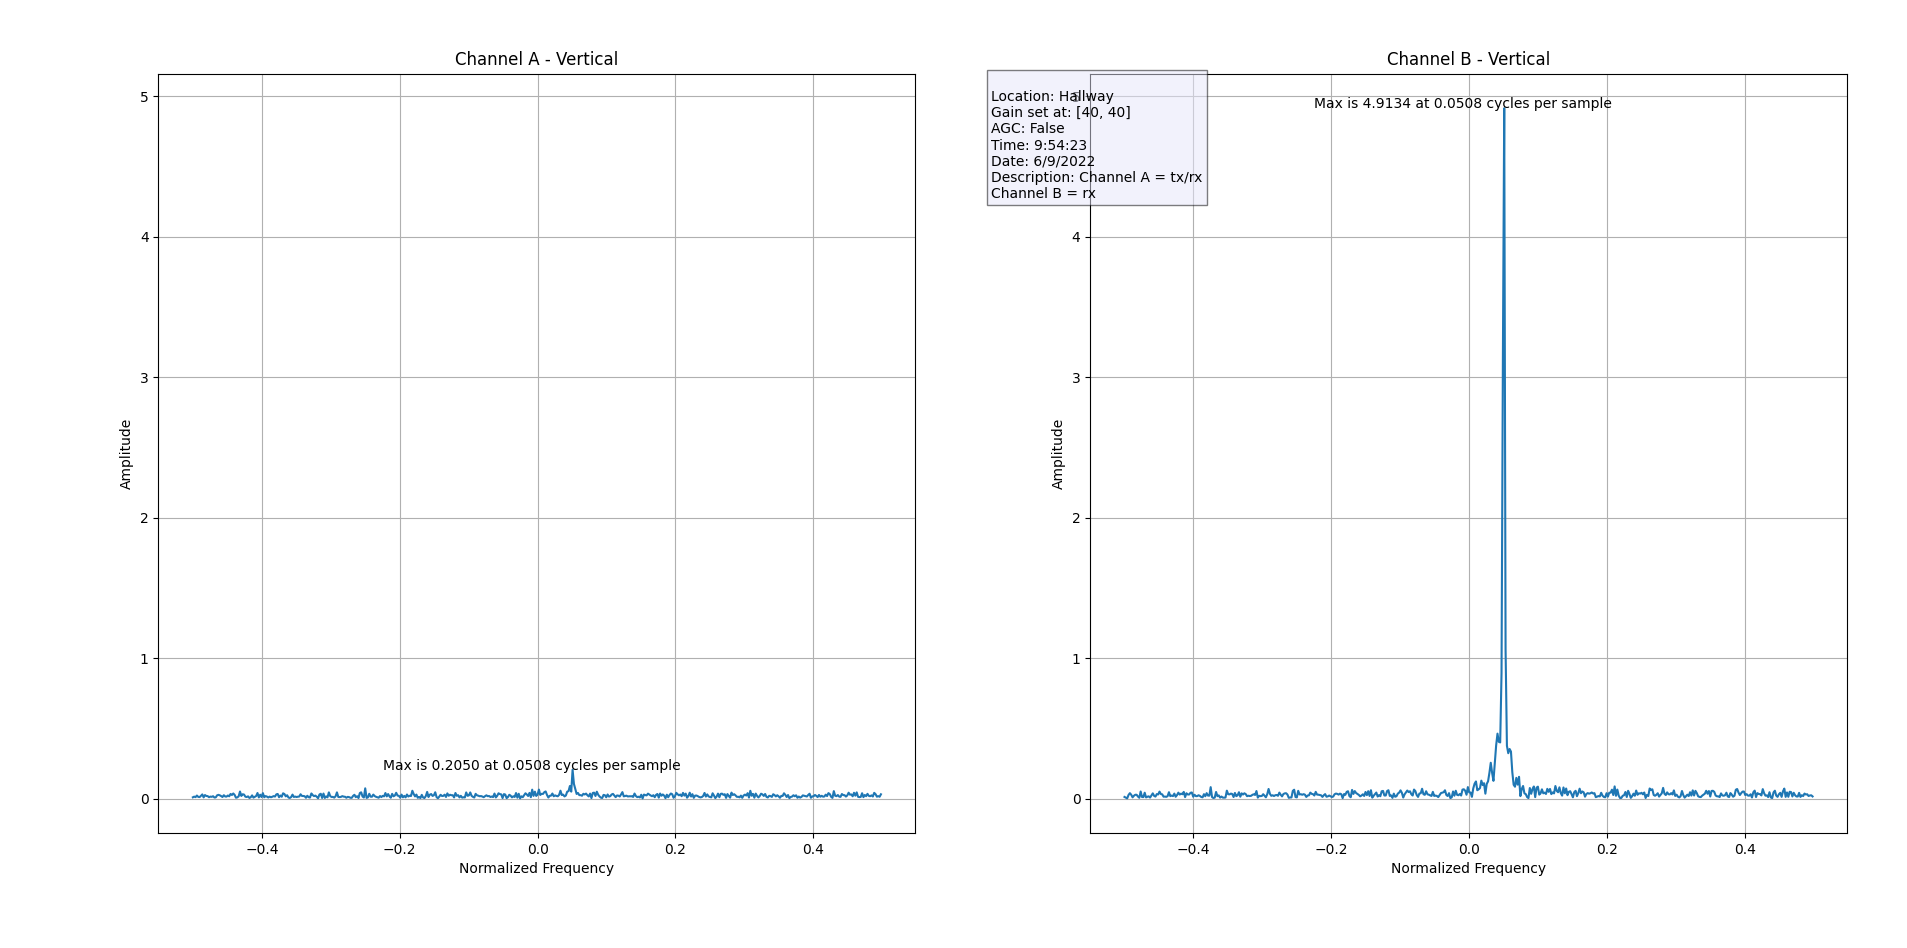 Channel A - Vertical
5
4
3
2
1
0
Amplitude
Max is 0.2050 at 0.0508 cycles per sample
−0.4 −0.2 0.0 0.2 0.4
Normalized Frequency
Location: Hallway
Gain set at: [40, 40]
AGC: False
Time: 9:54:23
Date: 6/9/2022
Description: Channel A = tx/rx
Channel B = rx
Channel B - Vertical
5
4
3
2
1
0
Amplitude
Max is 4.9134 at 0.0508 cycles per sample
−0.4 −0.2 0.0 0.2 0.4
Normalized Frequency